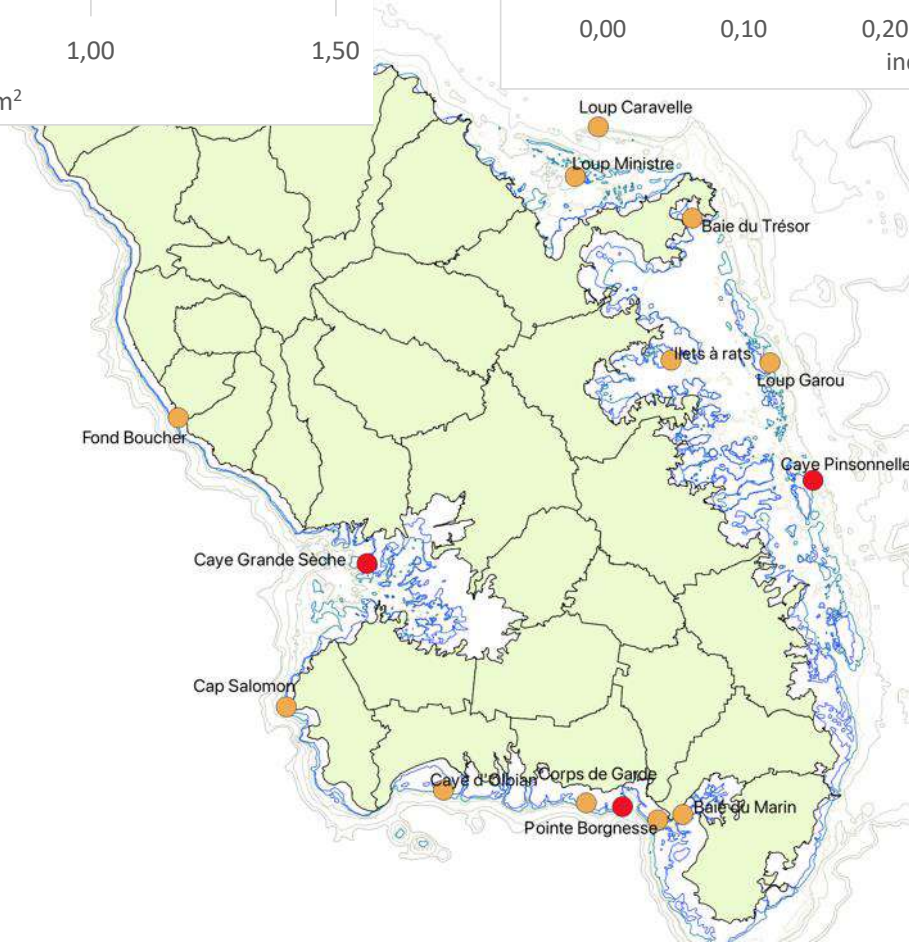 1,00 1,50
m²
0,00 0,10 0,20
Loup Caravelle
Loup Ministre
Baie du Trésor
Ilets à rats
Loup Garou
Fond Boucher
Caye Pinsonnelle
Caye Grande Sèche
Cap Salomon
Caye d'Olbian
Corps de Garde
Baie du Marin
Pointe Borgnesse